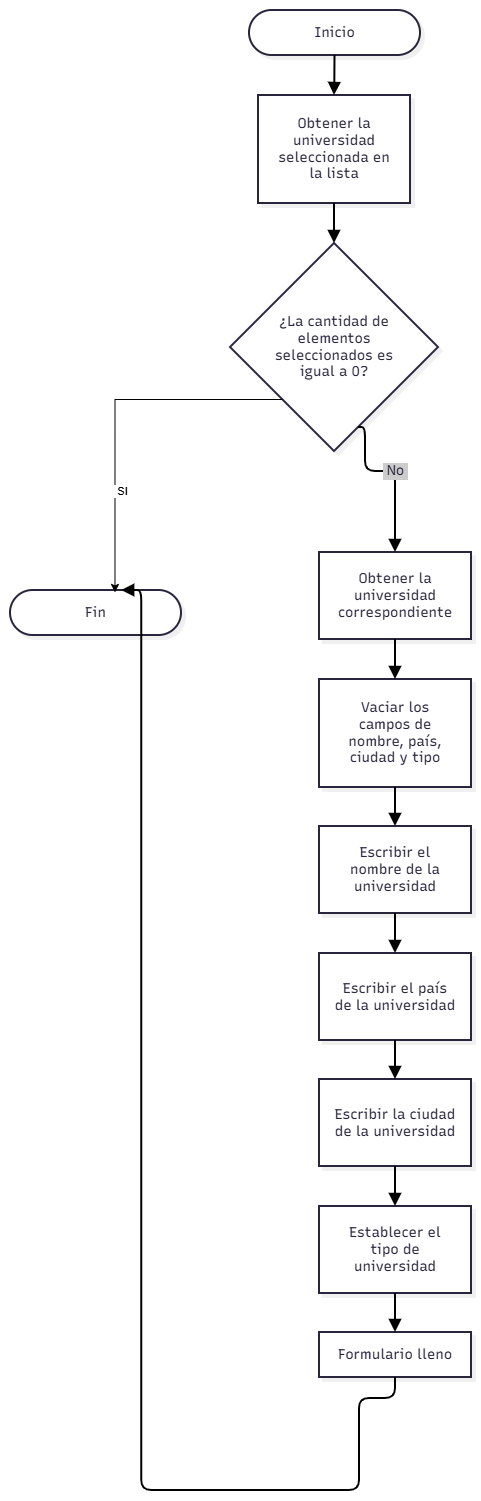 Inicio
Obtener la
universidad
seleccionada en
la lista
¿La cantidad de
elementos
seleccionados es
igual a 0?
No
SI
Obtener la
universidad
correspondiente
Fin
Vaciar los
campos de
nombre, país,
ciudad y tipo
Escribir el
nombre de la
universidad
Escribir el país
de la universidad
Escribir la ciudad
de la universidad
Establecer el
tipo de
universidad
Formulario lleno